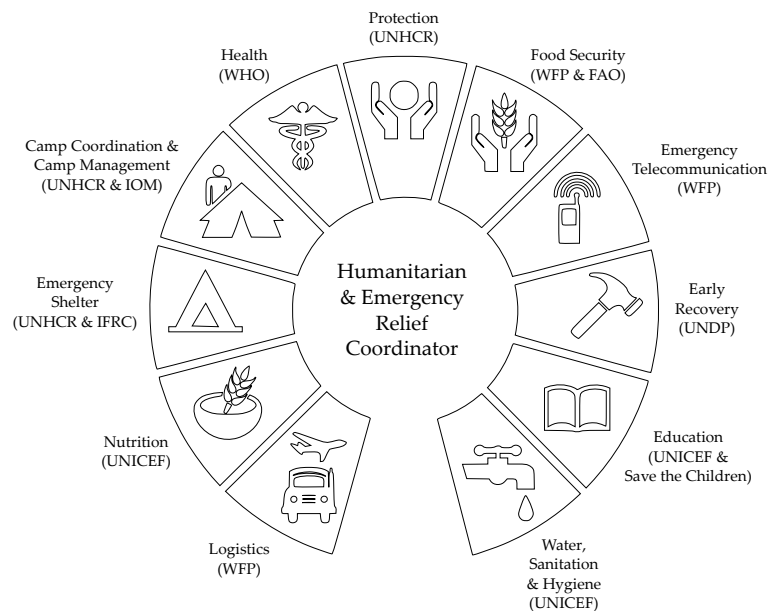 Protection
(UNHCR)
Health
(WHO)
Food Security
(WFP & FAO)
Camp Coordination &
Camp Management
(UNHCR & IOM)
Emergency
Telecommunication
(WFP)
Emergency
Shelter
(UNHCR & IFRC)
Humanitarian
& Emergency
Relief
Coordinator
Early
Recovery
(UNDP)
Nutrition
(UNICEF)
Education
(UNICEF &
Save the Children)
Logistics
(WFP)
Water,
Sanitation
& Hygiene
(UNICEF)